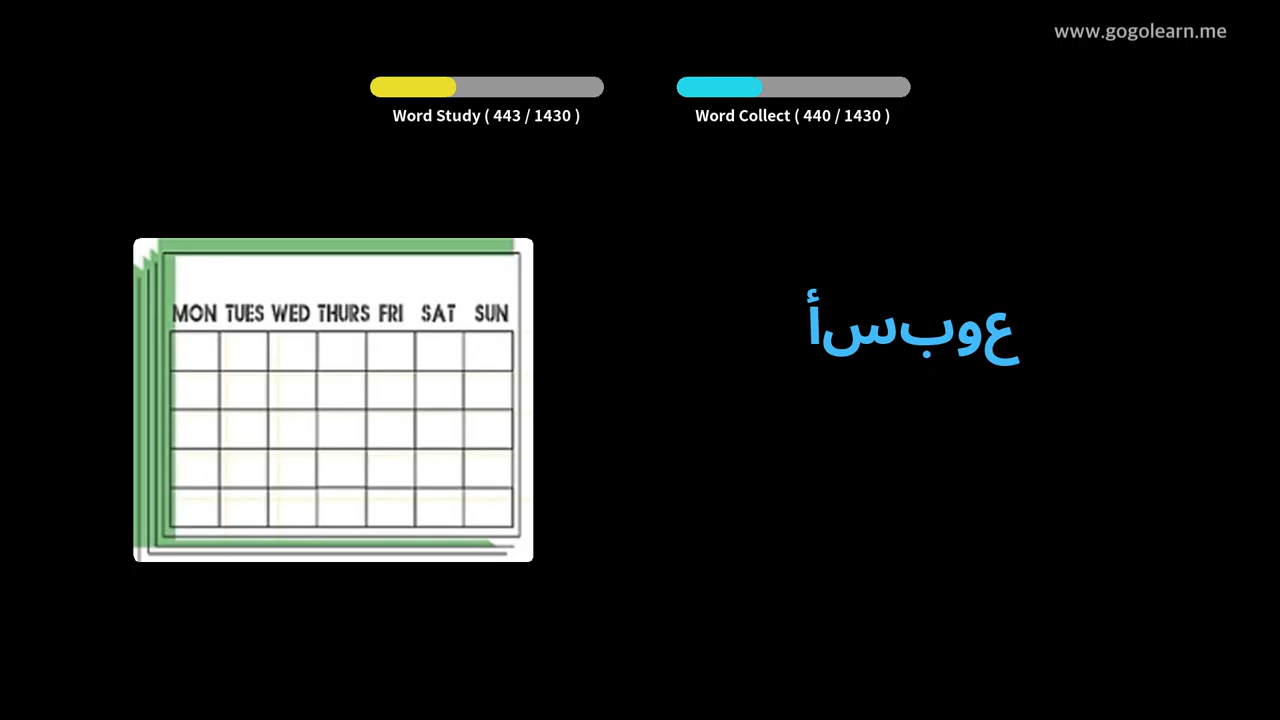 www.gogolearn.me
Word Study ( 443 / 1430 )
Word Collect ( 440 / 1430 )
أسبوع
MON TUES WED THURS FRI SAT SUN